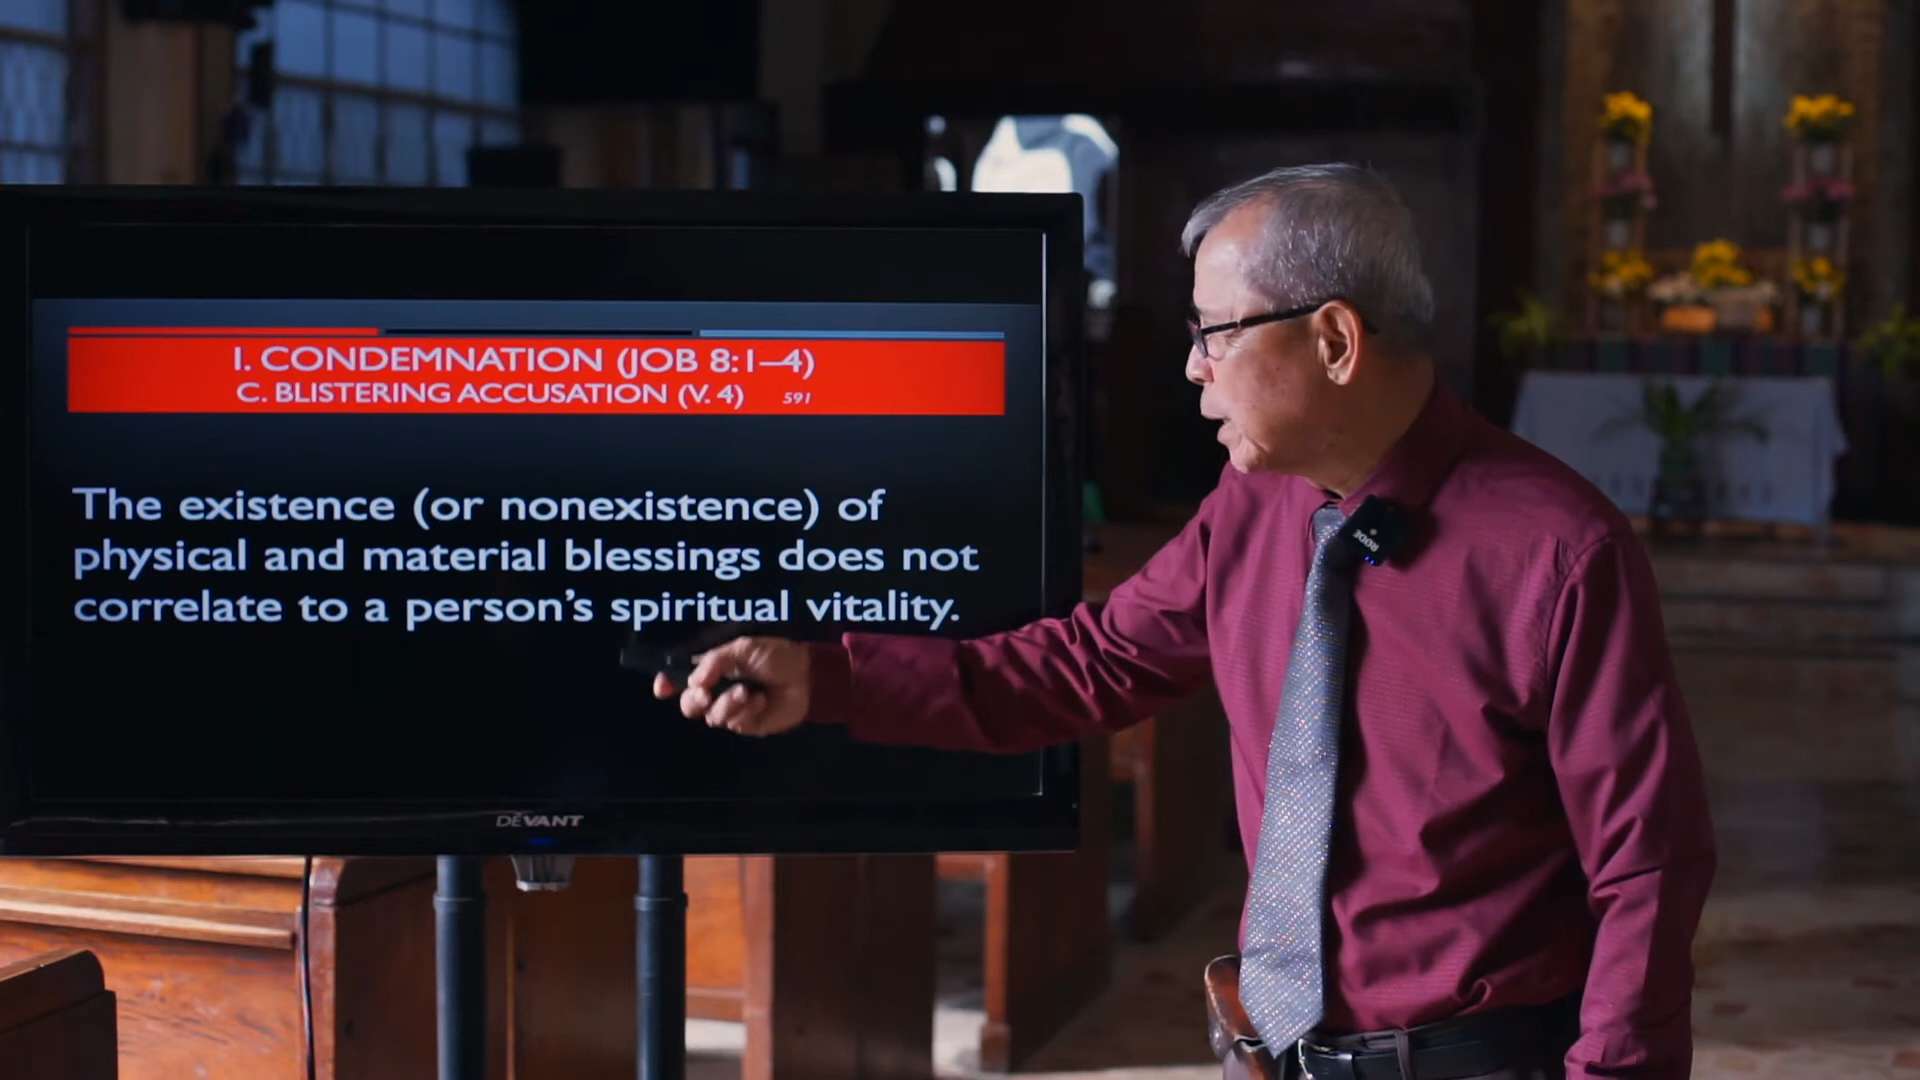 I. CONDEMNATION (JOB 8:1–4)
C. BLISTERING ACCUSATION (V. 4) 591
The existence (or nonexistence) of
physical and material blessings does not
correlate to a person’s spiritual vitality.
DEVANT
RODE